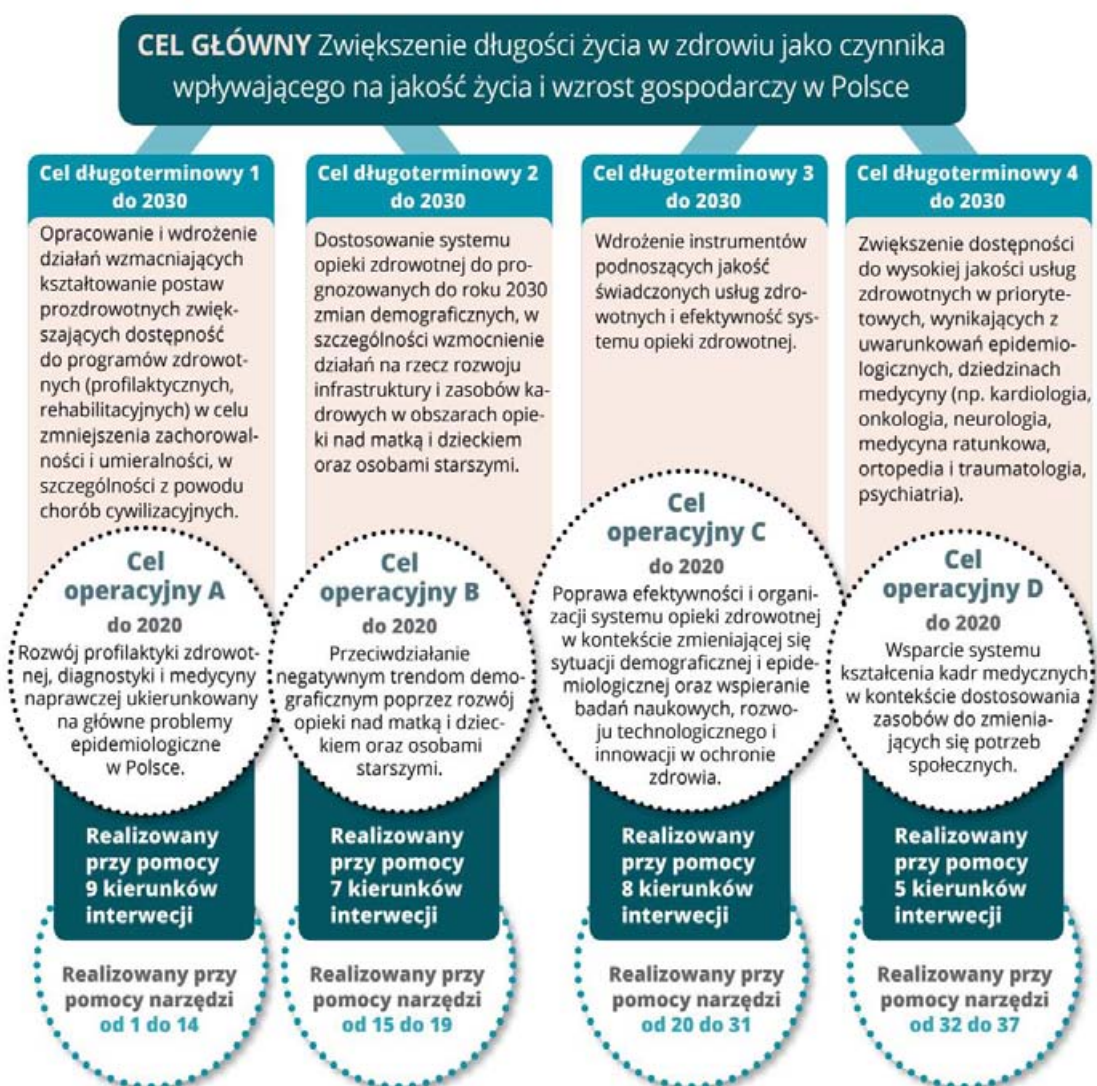 CEL GŁÓWNY Zwiększenie długości życia w zdrowiu jako czynnika
wpływającego na jakość życia i wzrost gospodarczy w Polsce
Cel długoterminowy 1
do 2030
Opracowanie i wdrożenie
działań wzmacniających
kształtowanie postaw
prozdrowotnych zwięk-
szających dostępność
do programów zdrowot-
nych (profilaktycznych,
rehabilitacyjnych) w celu
zmniejszenia zachorowal-
ności i umieralności, w
szczególności z powodu
chorób cywilizacyjnych.
Cel
operacyjny A
do 2020
Rozwój profilaktyki zdrowot-
nej, diagnostyki i medycyny
naprawczej ukierunkowany
na główne problemy
epidemiologiczne
w Polsce.
Realizowany
przy pomocy
9 kierunków
interwecji
Realizowany przy
pomocy narzędzi
od 1 do 14
Cel długoterminowy 2
do 2030
Dostosowanie systemu
opieki zdrowotnej do pro-
gnozowanych do roku 2030
zmian demograficznych, w
szczególności wzmocnienie
działań na rzecz rozwoju
infrastruktury i zasobów ka-
drowych w obszarach opie-
ki nad matką i dzieckiem
oraz osobami starszymi.
Cel
operacyjny B
do 2020
Przeciwdziałanie
negatywnym trendom demo-
graficznym poprzez rozwój
opieki nad matką i dziec-
kiem oraz osobami
starszymi.
Realizowany
przy pomocy
7 kierunków
interwecji
Realizowany przy
pomocy narzędzi
od 15 do 19
Cel długoterminowy 3
do 2030
Wdrożenie instrumentów
podnoszących jakość
świadczonych usług zdro-
wotnych i efektywność sys-
temu opieki zdrowotnej.
Cel
operacyjny C
do 2020
Poprawa efektywności i organi-
zacji systemu opieki zdrowotnej
w kontekście zmieniającej się
sytuacji demograficznej i epide-
miologicznej oraz wspieranie
badań naukowych, rozwo-
ju technologicznego i
innowacji w ochronie
zdrowia.
Realizowany
przy pomocy
8 kierunków
interwecji
Realizowany przy
pomocy narzędzi
od 20 do 31
Cel długoterminowy 4
do 2030
Zwiększenie dostępności
do wysokiej jakości usług
zdrowotnych w prioryte-
towych, wynikających z
uwarunkowań epidemio-
logicznych, dziedzinach
medycyny (np. kardiologia,
onkologia, neurologia,
medycyna ratunkowa,
ortopedia i traumatologia,
psychiatria).
Cel
operacyjny D
do 2020
Wsparcie systemu
kształcenia kadr medycznych
w kontekście dostosowania
zasobów do zmienia-
jących się potrzeb
społecznych.
Realizowany
przy pomocy
5 kierunków
interwecji
Realizowany przy
pomocy narzędzi
od 32 do 37